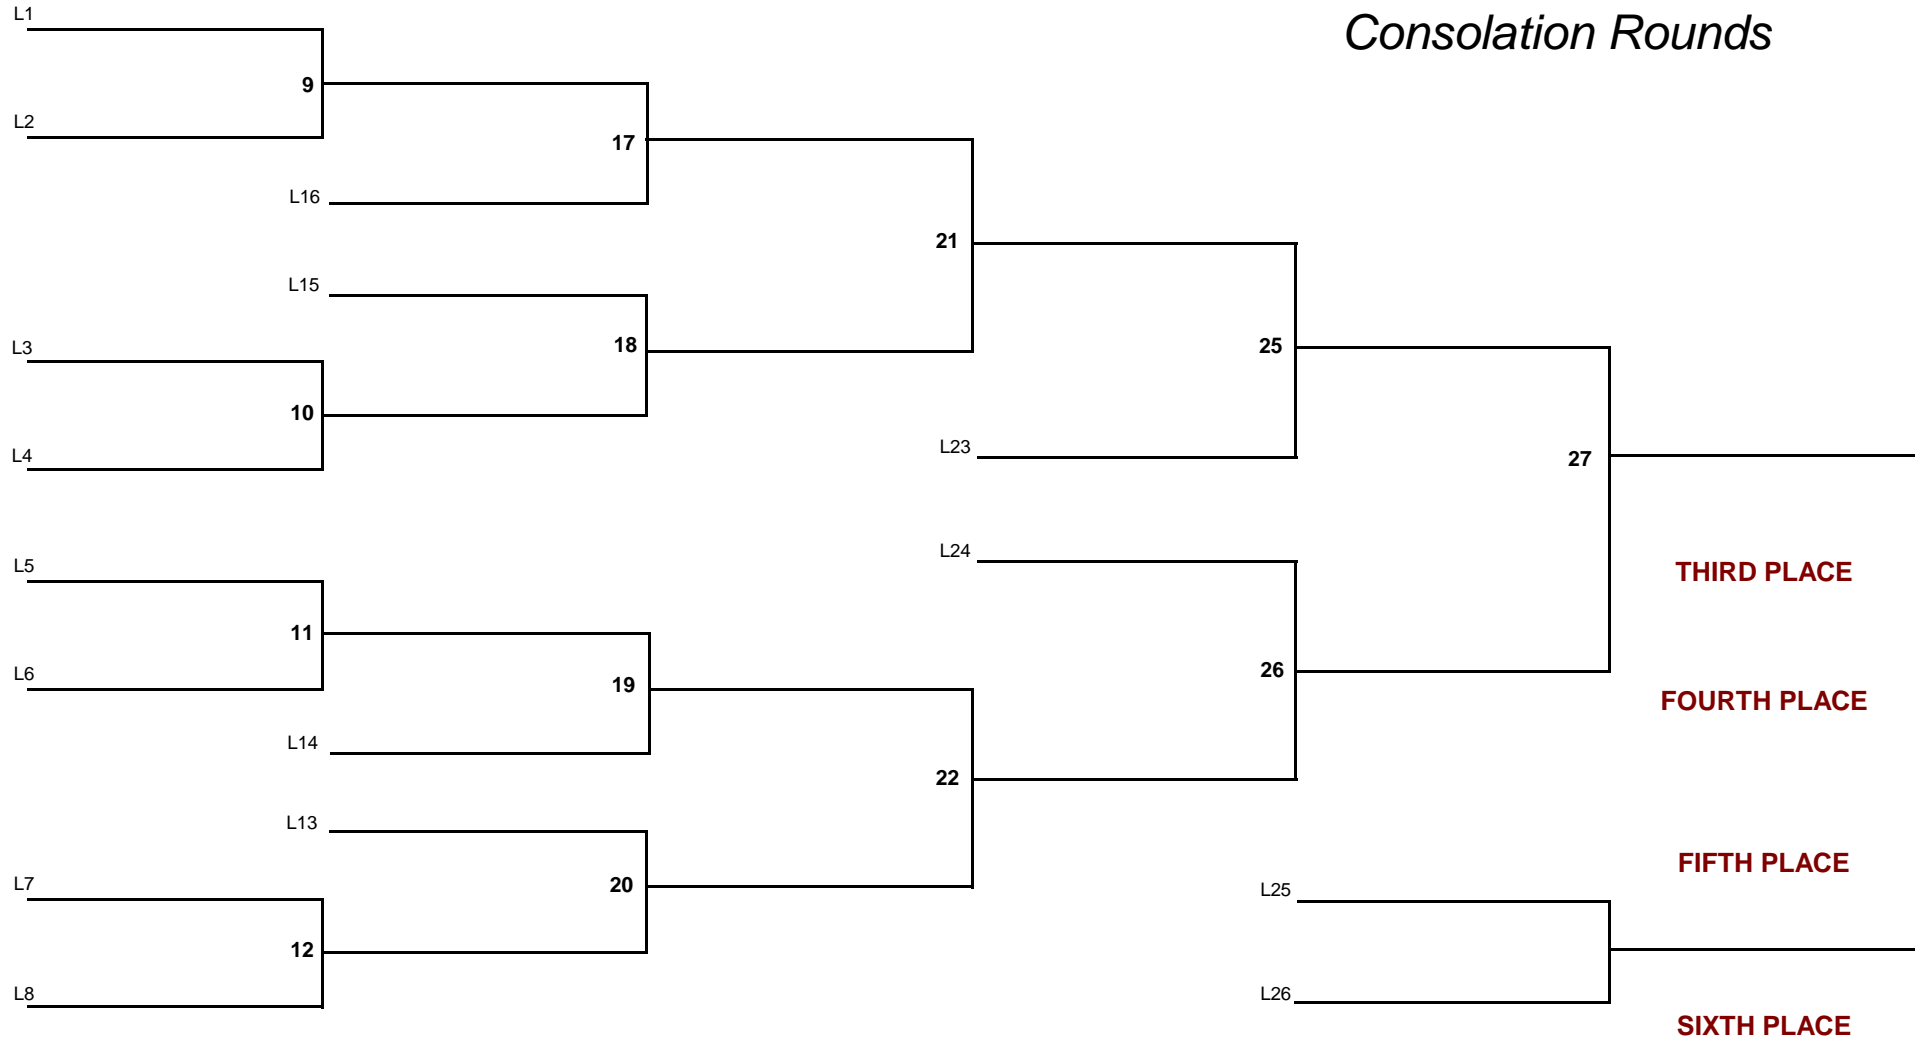 L1
Consolation Rounds
9
L2
17
L16
21
L15
L3
18
25
10
L4
L23
27
L5
L24
THIRD PLACE
11
L6
19
26
FOURTH PLACE
L14
22
L13
FIFTH PLACE
L7
20
L25
12
L8
L26
SIXTH PLACE